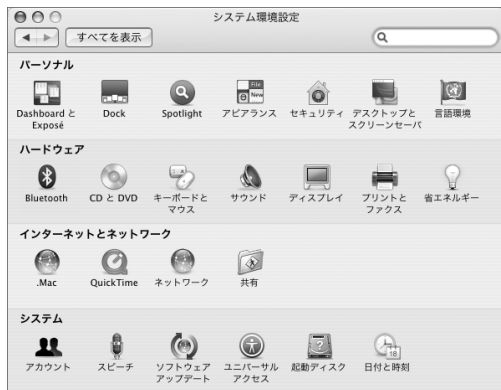 システム環境設定
すべてを表示
パーソナル
Dashboard と Exposé
Dock
Spotlight
File
New
アピアランス
セキュリティ
デスクトップと スクリーンセーバ
言語環境
ハードウェア
Bluetooth
CD と DVD
キーボードと マウス
サウンド
ディスプレイ
プリントと ファクス
省エネルギー
インターネットとネットワーク
.Mac
QuickTime
ネットワーク
共有
システム
アカウント
スピーチ
ソフトウェア アップデート
ユニバーサル アクセス
起動ディスク
18
日付と時刻